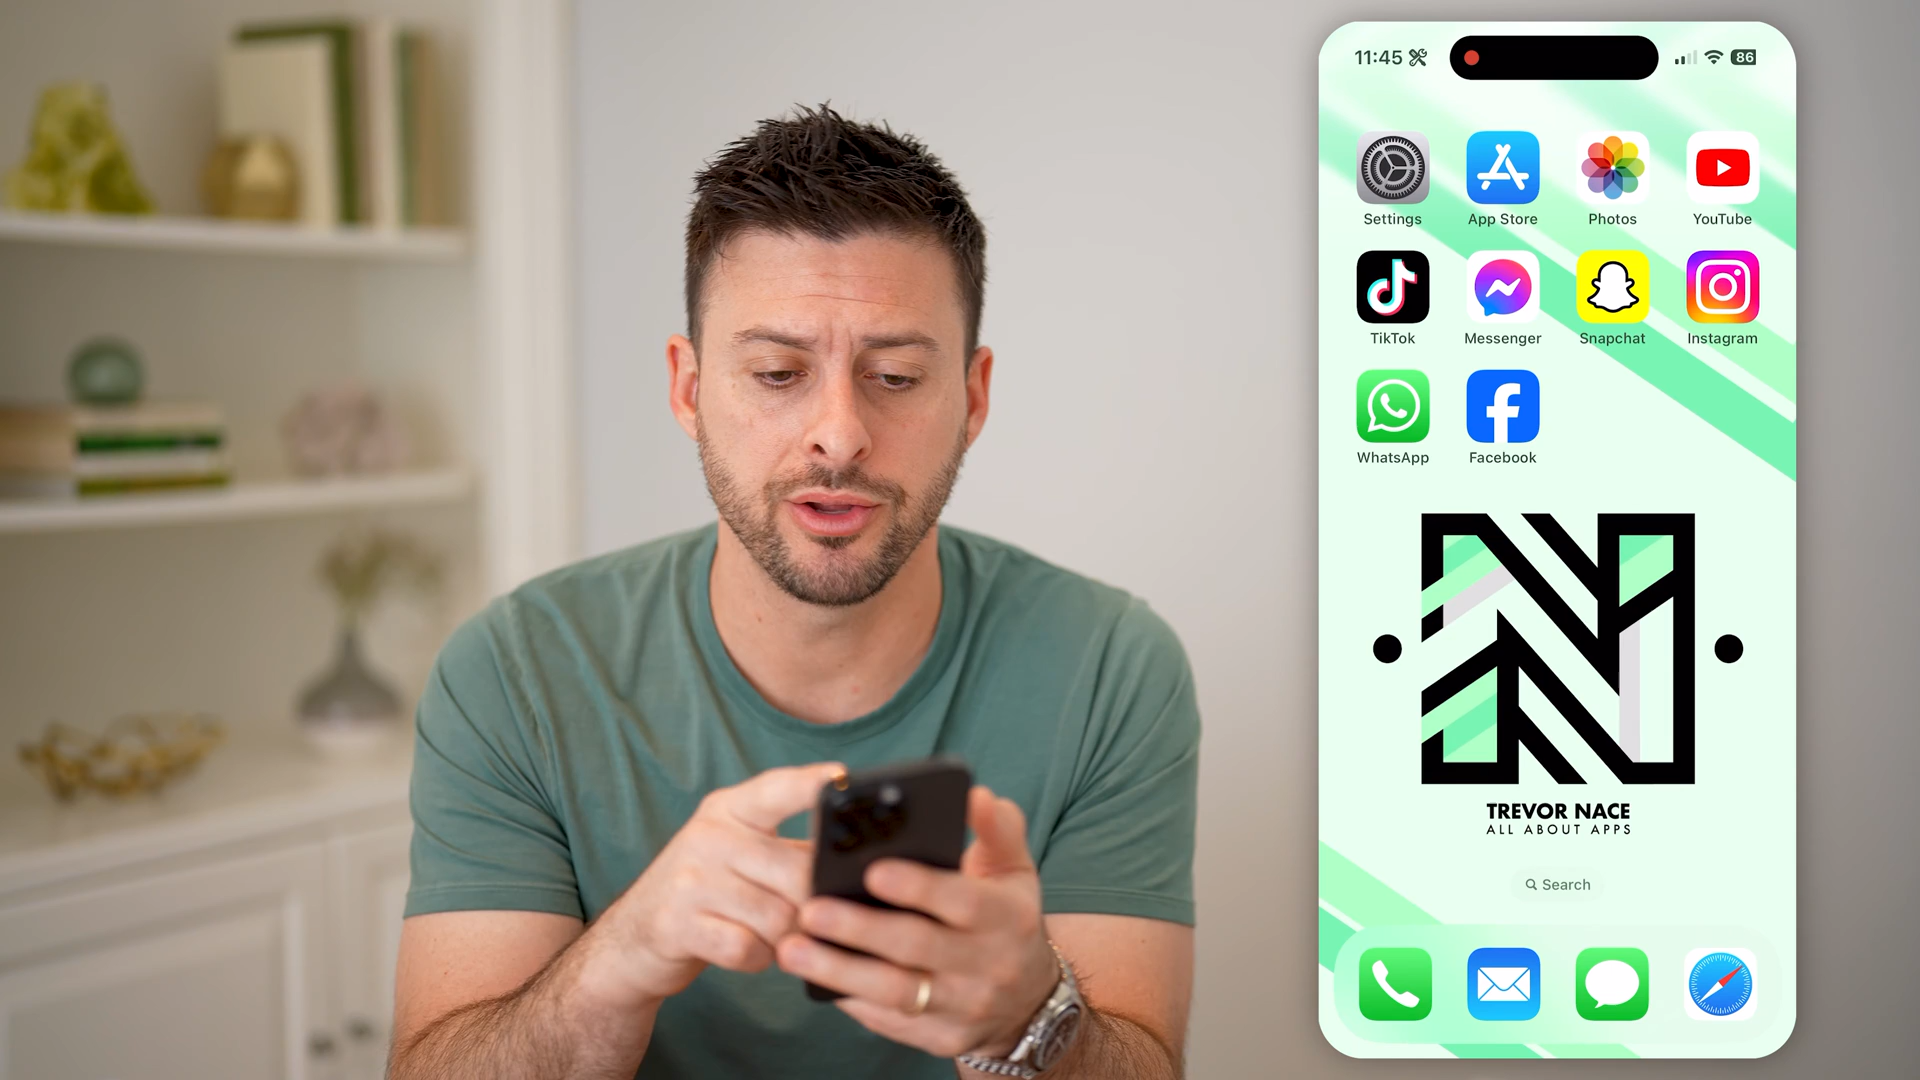 11:45
86
Settings
App Store
Photos
YouTube
TikTok
Messenger
Snapchat
Instagram
WhatsApp
Facebook
TREVOR NACE
ALL ABOUT APPS
Search